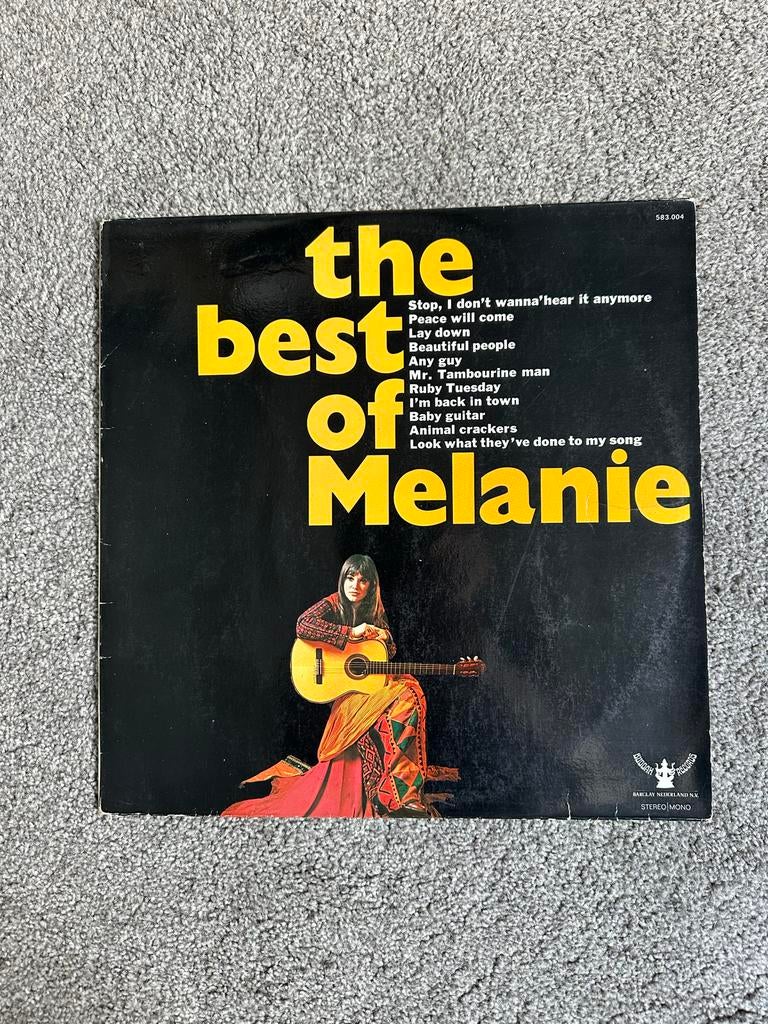 583.004
the
best
of
Melanie
Stop, I don't wanna'hear it anymore
Peace will come
Lay down
Beautiful people
Any guy
Mr. Tambourine man
Ruby Tuesday
I'm back in town
Baby guitar
Animal crackers
Look what they've done to my song
BUDDAH RECORDS
BARCLAY NEDERLAND N.V.
STEREO|MONO